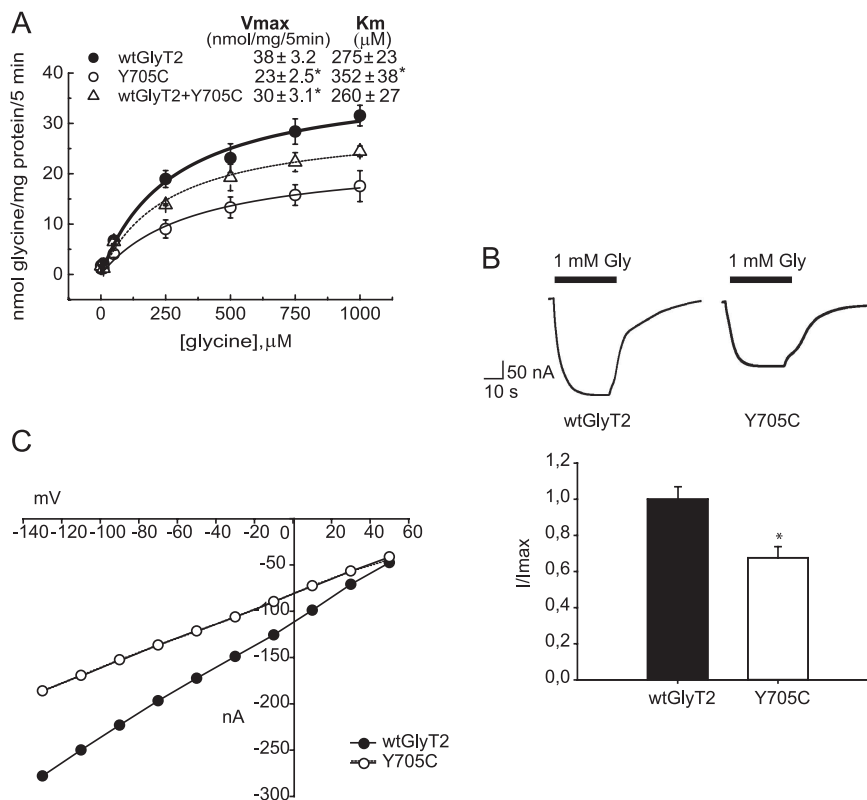 A
Vmax Km
(nmol/mg/5min) (μM)
wtGlyT2 38± 3.2 275±23
Y705C 23±2.5* 352±38*
wtGlyT2+Y705C 30±3.1* 260± 27
nmol glycine/mg protein/5 min
40
30
20
10
0
0 250 500 750 1000
[glycine],μM
B
1 mM Gly 1 mM Gly
50 nA
10 s
wtGlyT2 Y705C
1,2
1,0
0,8
0,6
0,4
0,2
0,0
I/Imax
*
wtGlyT2 Y705C
C
mV
-140 -120 -100 -80 -60 -40 -20 20 40 60
-50
-100
-150
-200
-250
-300
nA
wtGlyT2
Y705C